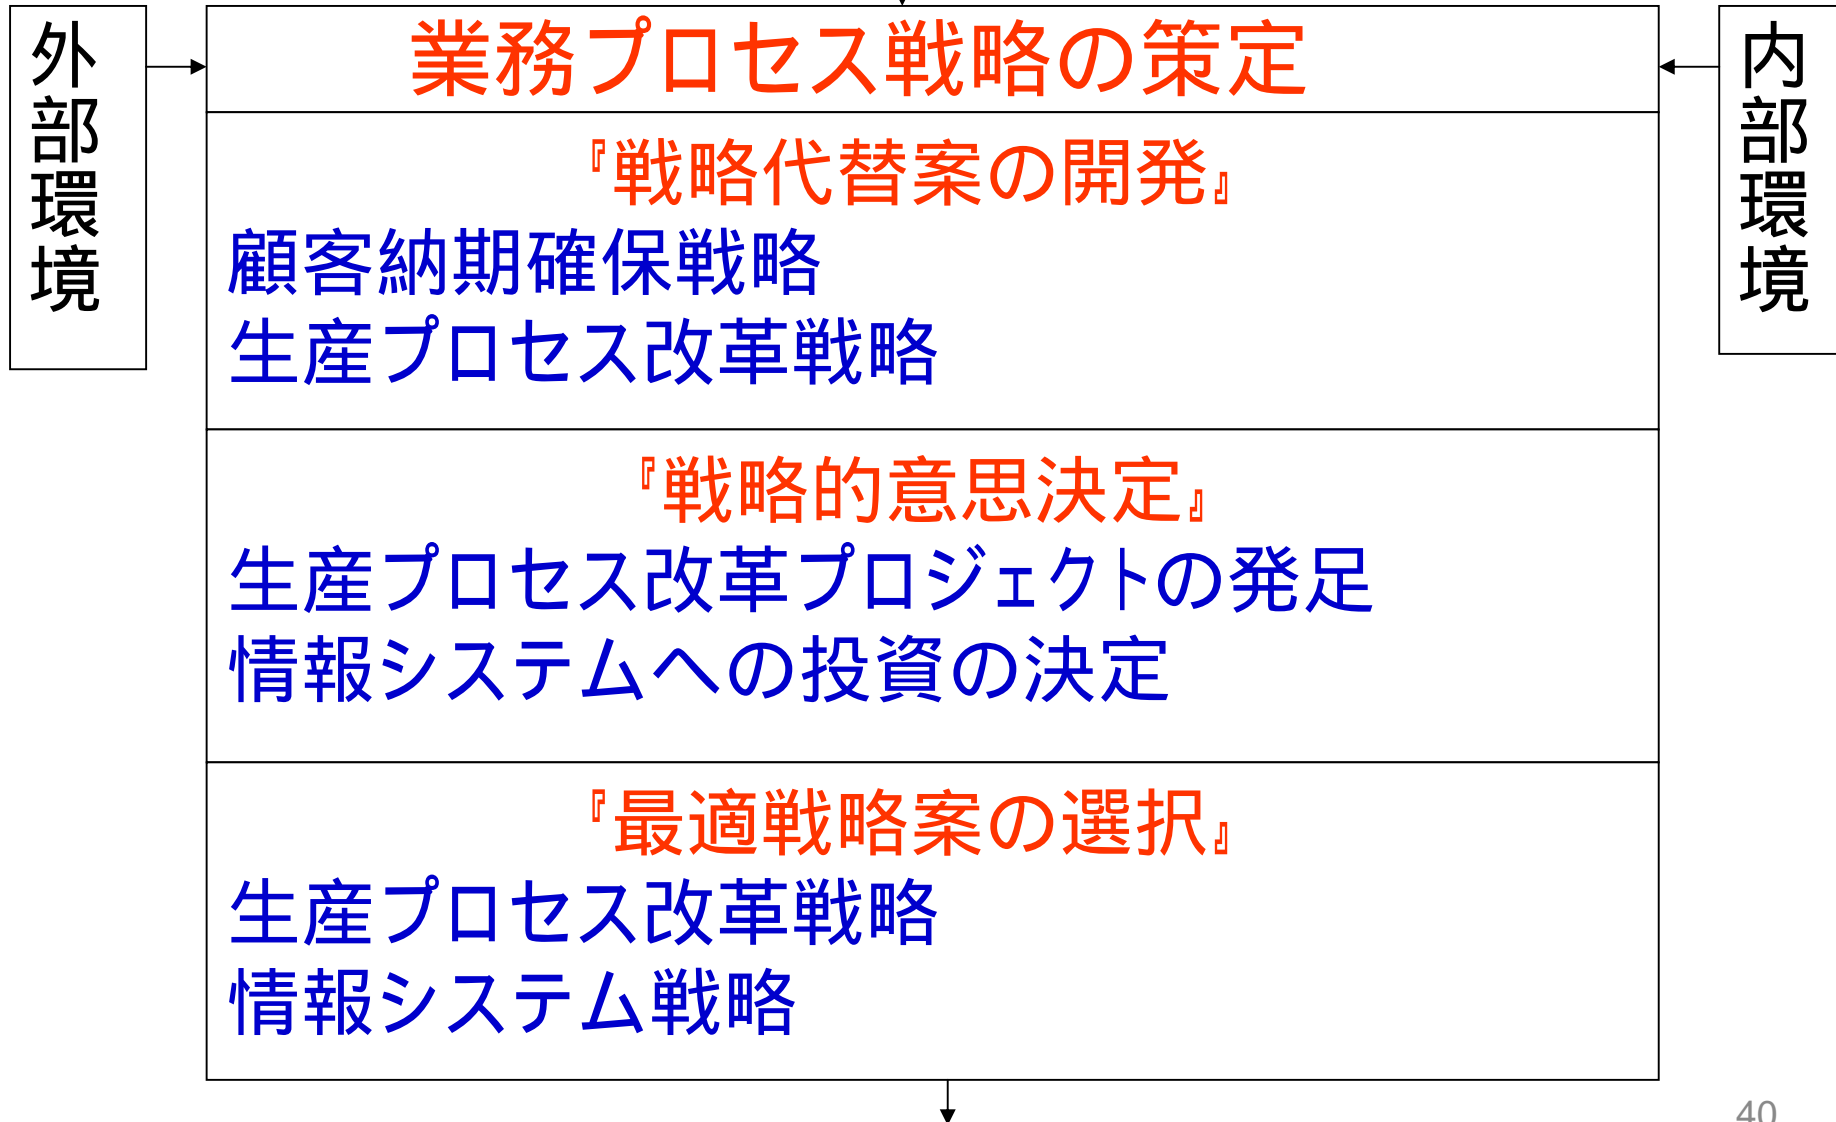 外部環境
業務プロセス戦略の策定
内部環境
『戦略代替案の開発』
顧客納期確保戦略
生産プロセス改革戦略
『戦略的意思決定』
生産プロセス改革プロジェクトの発足
情報システムへの投資の決定
『最適戦略案の選択』
生産プロセス改革戦略
情報システム戦略
40